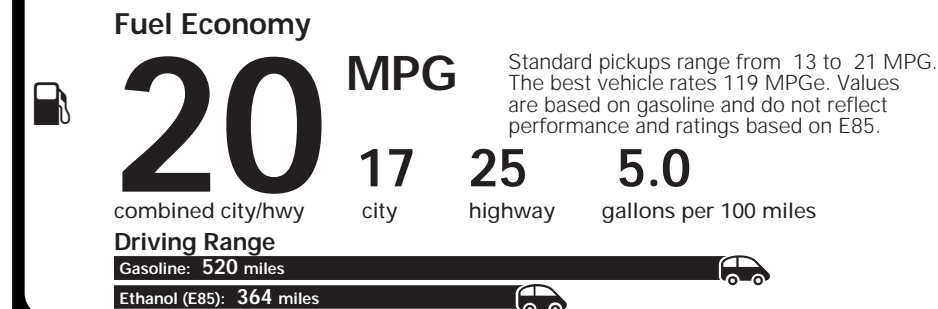 Fuel Economy
20
MPG
Standard pickups range from 13 to 21 MPG.
The best vehicle rates 119 MPGe. Values
are based on gasoline and do not reflect
performance and ratings based on E85.
17 25 5.0
combined city/hwy city highway gallons per 100 miles
Driving Range
Gasoline: 520 miles
Ethanol (E85): 364 miles